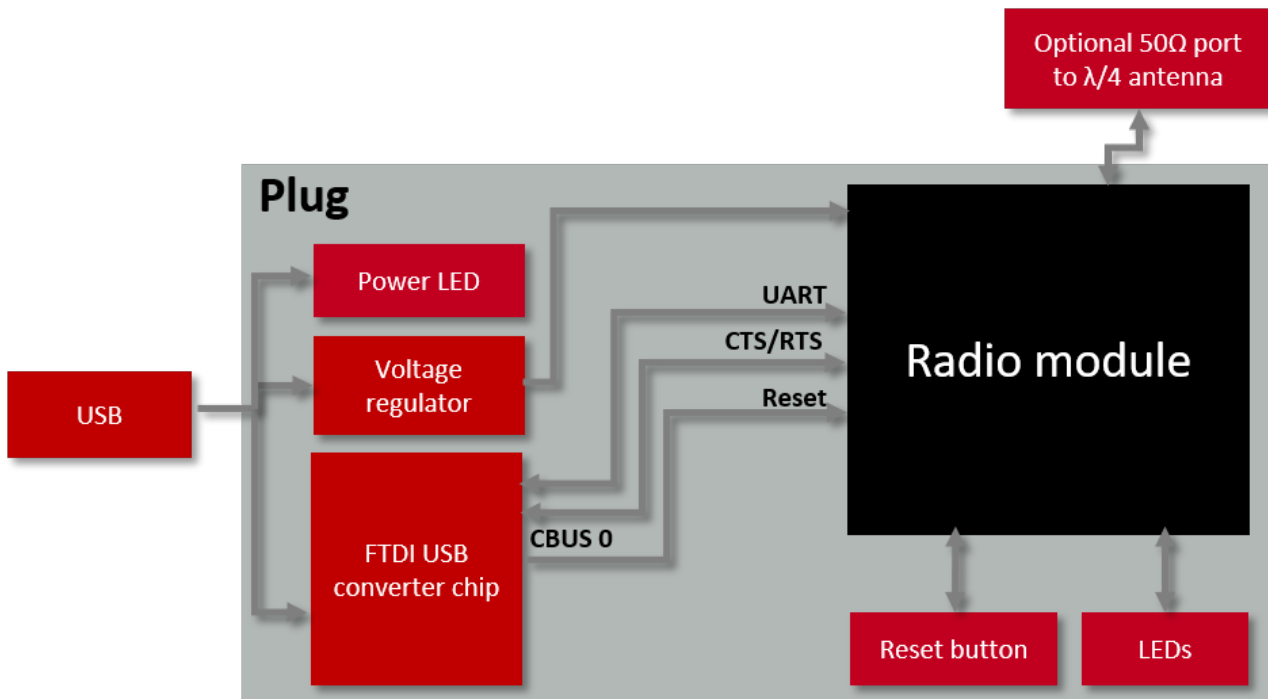 Optional 50Ω port
to λ/4 antenna
Plug
Power LED
UART
Voltage
regulator
CTS/RTS
Radio module
USB
Reset
FTDI USB
converter chip
CBUS 0
Reset button
LEDs